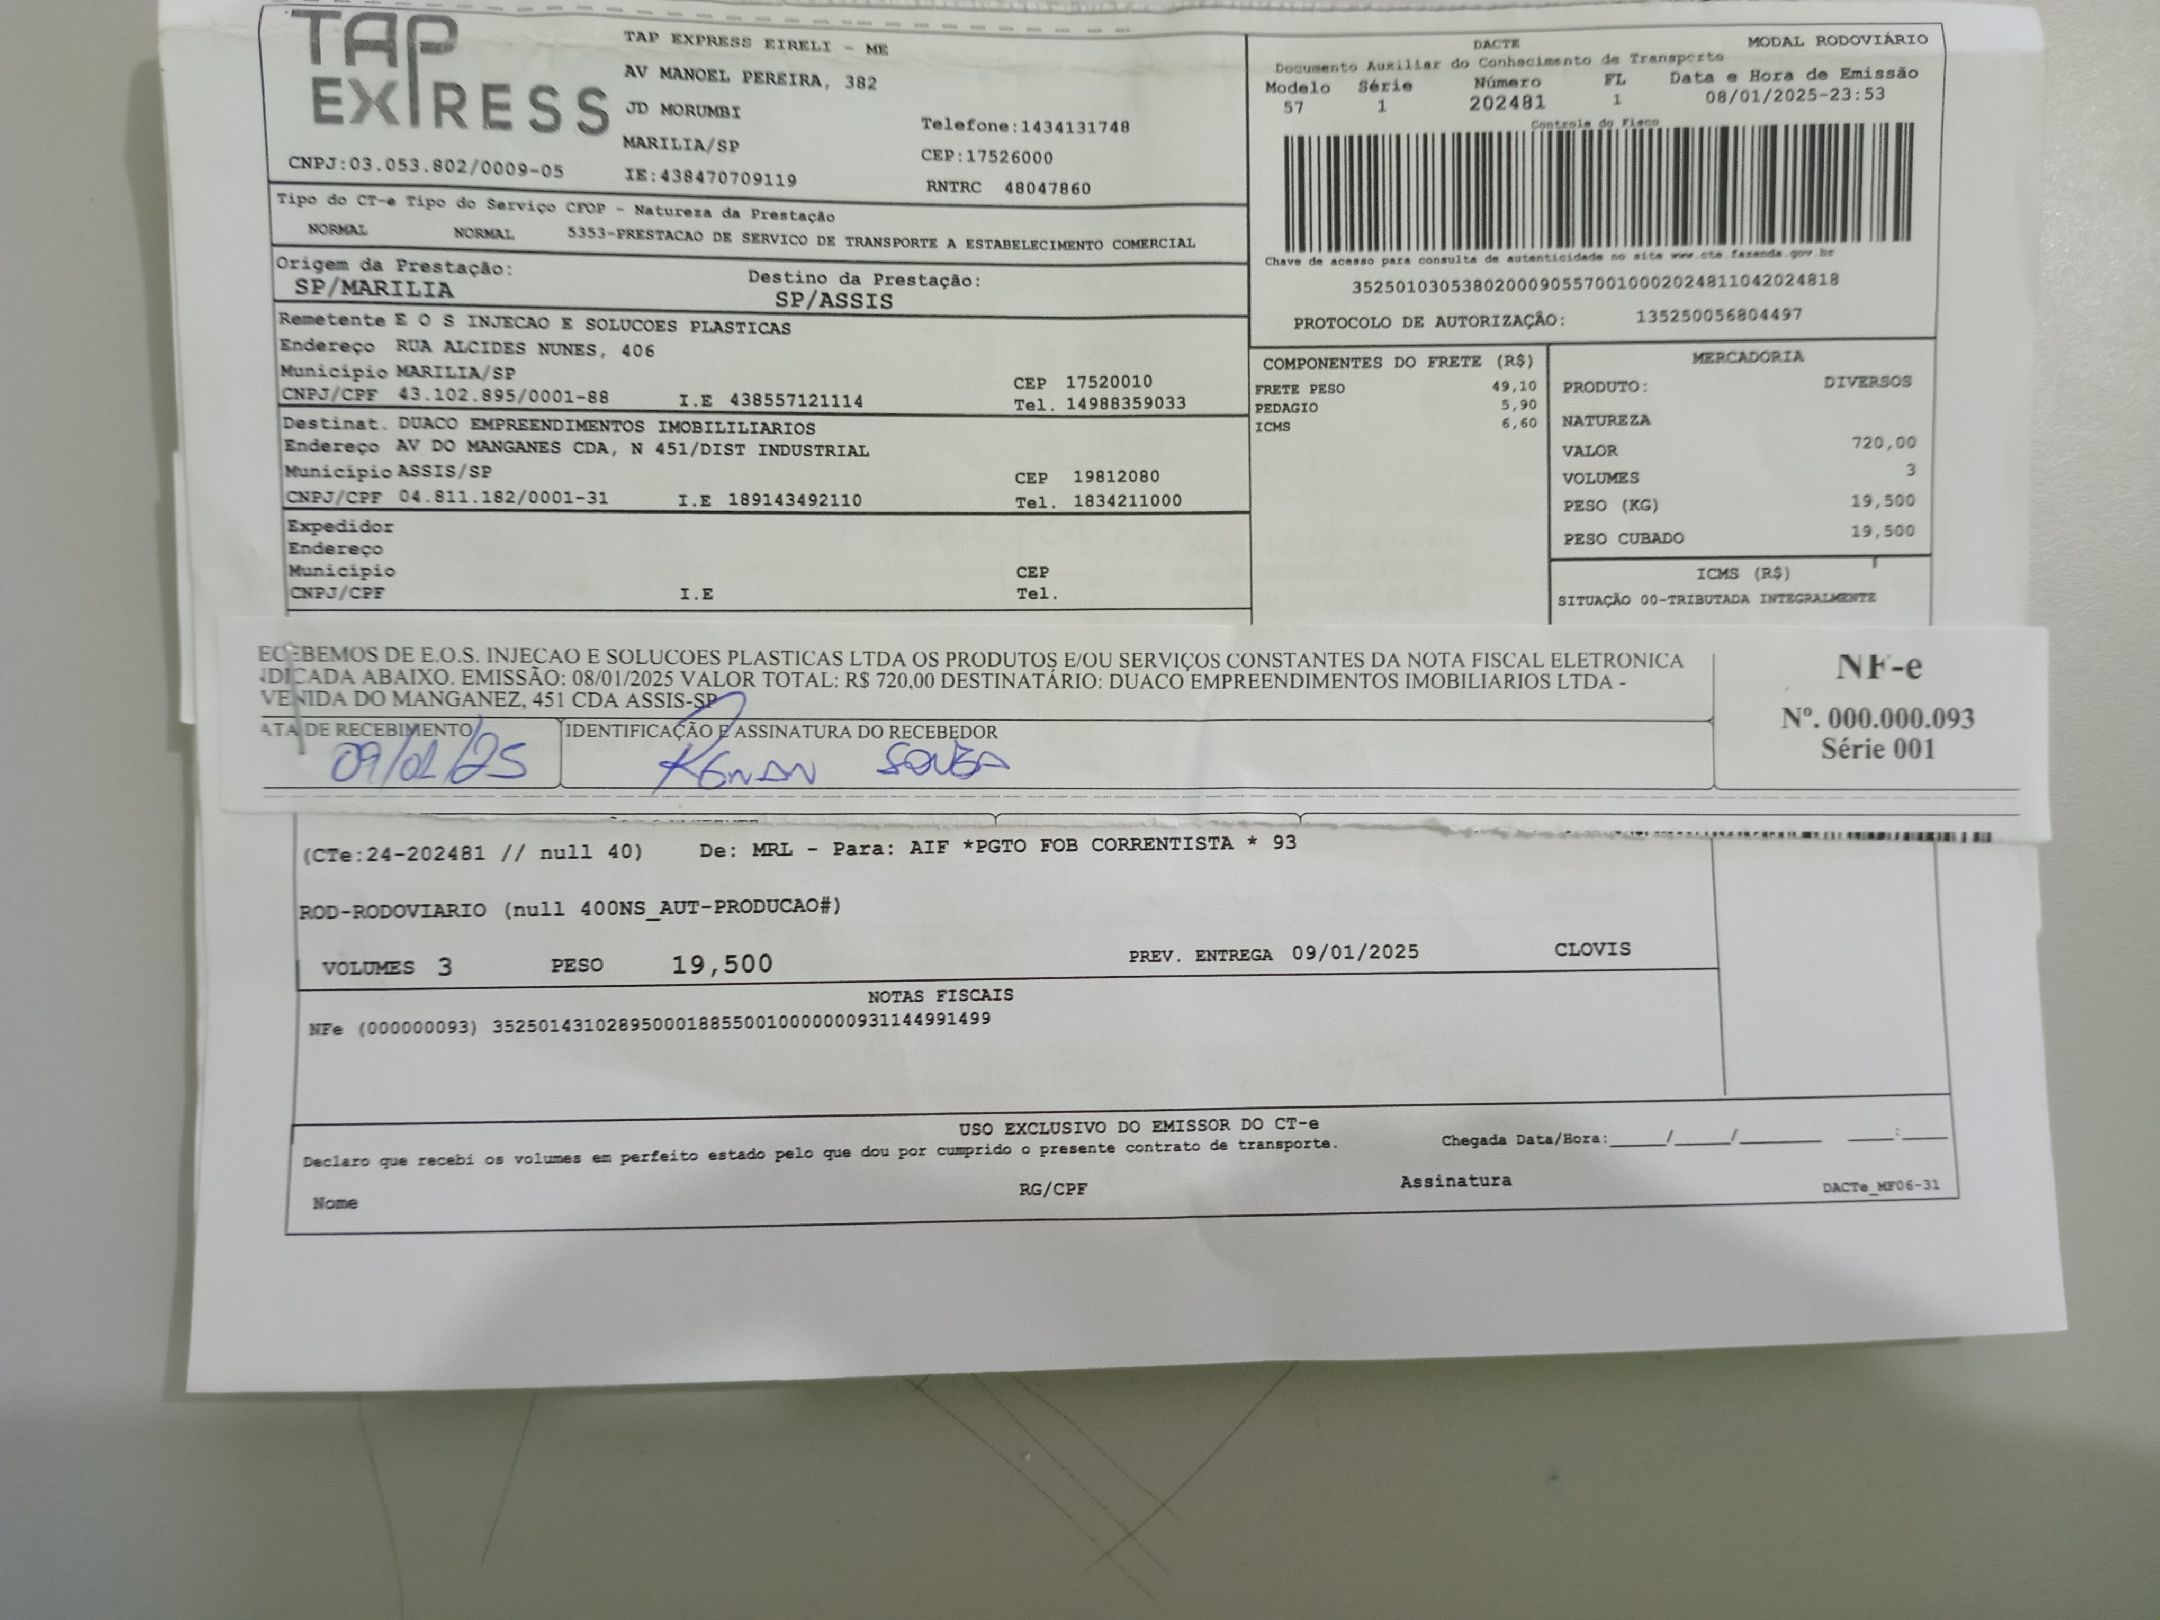 TAP
EXPRESS
CNPJ:03.053.802/0009-05
TAP EXPRESS EIRELI - ME
AV MANOEL PEREIRA, 382
JD MORUMBI
MARILIA/SP
IE:438470709119
Telefone:1434131748
CEP:17526000
RNTRC 48047860
DACTE MODAL RODOVIÁRIO
Documento Auxiliar do Conhecimento de Transporte
Modelo Série Número FL Data e Hora de Emissão
57 1 202481 1 08/01/2025-23:53
Controle do Fisco
Chave de acesso para consulta de autenticidade no site www.cte.fazenda.gov.br
35250103053802000905570010002024811042024818
PROTOCOLO DE AUTORIZAÇÃO: 135250056804497
Tipo do CT-e Tipo do Serviço CFOP - Natureza da Prestação
NORMAL NORMAL 5353-PRESTACAO DE SERVICO DE TRANSPORTE A ESTABELECIMENTO COMERCIAL
Origem da Prestação: Destino da Prestação:
SP/MARILIA SP/ASSIS
Remetente E O S INJECAO E SOLUCOES PLASTICAS
Endereço RUA ALCIDES NUNES, 406
Município MARILIA/SP CEP 17520010
CNPJ/CPF 43.102.895/0001-88 I.E 438557121114 Tel. 14988359033
Destinat. DUACO EMPREENDIMENTOS IMOBILILIARIOS
Endereço AV DO MANGANES CDA, N 451/DIST INDUSTRIAL
Município ASSIS/SP CEP 19812080
CNPJ/CPF 04.811.182/0001-31 I.E 189143492110 Tel. 1834211000
Expedidor
Endereço
Município CEP
CNPJ/CPF I.E Tel.
COMPONENTES DO FRETE (R$)
FRETE PESO 49,10
PEDAGIO 5,90
ICMS 6,60
MERCADORIA
PRODUTO: DIVERSOS
NATUREZA
VALOR 720,00
VOLUMES 3
PESO (KG) 19,500
PESO CUBADO 19,500
ICMS (R$)
SITUAÇÃO 00-TRIBUTADA INTEGRALMENTE
ECEBEMOS DE E.O.S. INJECAO E SOLUCOES PLASTICAS LTDA OS PRODUTOS E/OU SERVIÇOS CONSTANTES DA NOTA FISCAL ELETRONICA
NDICADA ABAIXO. EMISSÃO: 08/01/2025 VALOR TOTAL: R$ 720,00 DESTINATÁRIO: DUACO EMPREENDIMENTOS IMOBILIARIOS LTDA -
VENIDA DO MANGANEZ, 451 CDA ASSIS-SP
ATA DE RECEBIMENTO IDENTIFICAÇÃO E ASSINATURA DO RECEBEDOR
09/01/25 RENAN SOUZA
NF-e
Nº. 000.000.093
Série 001
(CTe:24-202481 // null 40) De: MRL - Para: AIF *PGTO FOB CORRENTISTA * 93
ROD-RODOVIARIO (null 400NS_AUT-PRODUCAO#)
VOLUMES 3 PESO 19,500 PREV. ENTREGA 09/01/2025 CLOVIS
NOTAS FISCAIS
NFe (000000093) 35250143102895000188550010000000931144991499
USO EXCLUSIVO DO EMISSOR DO CT-e
Declaro que recebi os volumes em perfeito estado pelo que dou por cumprido o presente contrato de transporte.
Chegada Data/Hora:_____/_____/________ ____:____
Nome RG/CPF Assinatura DACTe_MF06-31